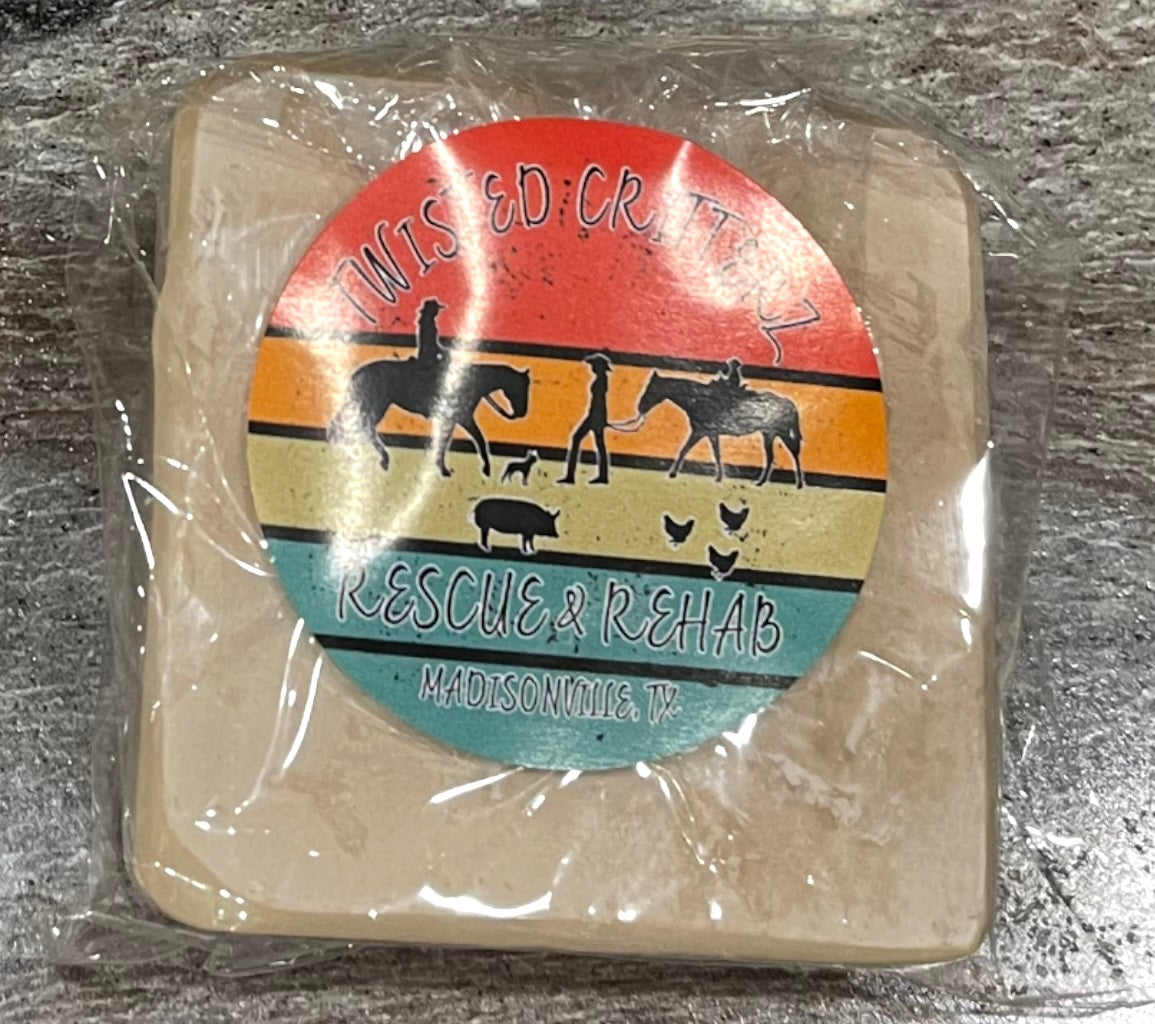 TWISTED CRITTERZ
RESCUE & REHAB
MADISONVILLE, TX